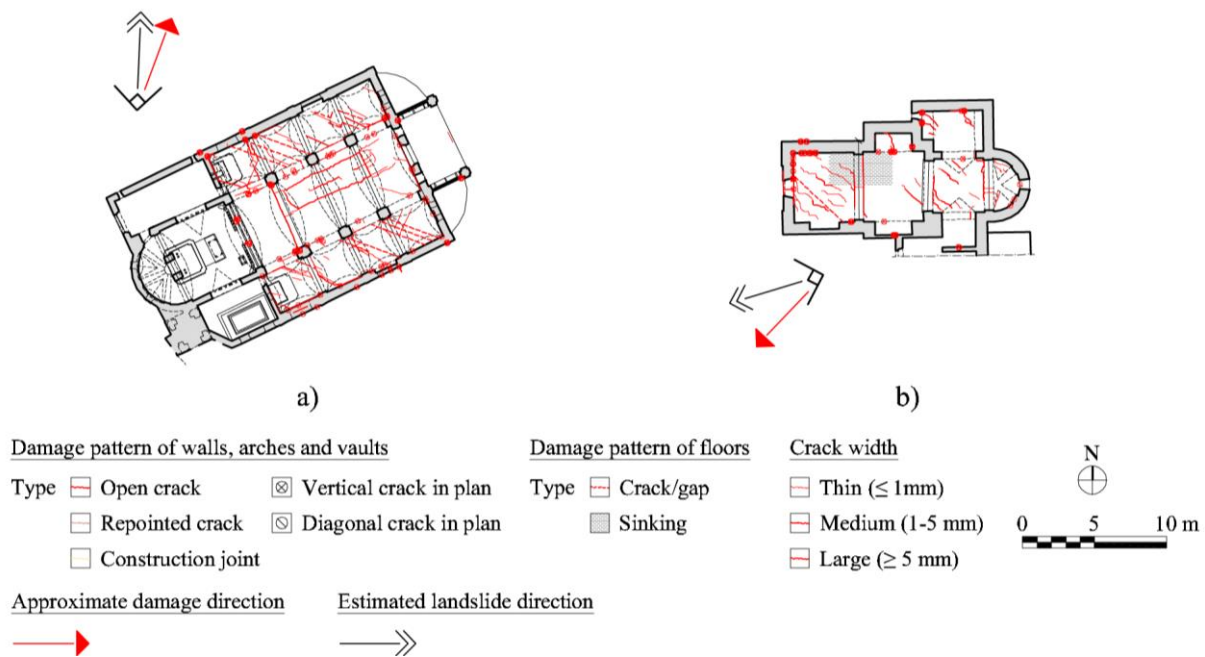 a)
b)
Damage pattern of walls, arches and vaults
Type Open crack Vertical crack in plan
Repointed crack Diagonal crack in plan
Construction joint
Damage pattern of floors
Type Crack/gap
Sinking
Crack width
Thin (≤ 1mm)
Medium (1-5 mm)
Large (≥ 5 mm)
N
0 5 10 m
Approximate damage direction
Estimated landslide direction